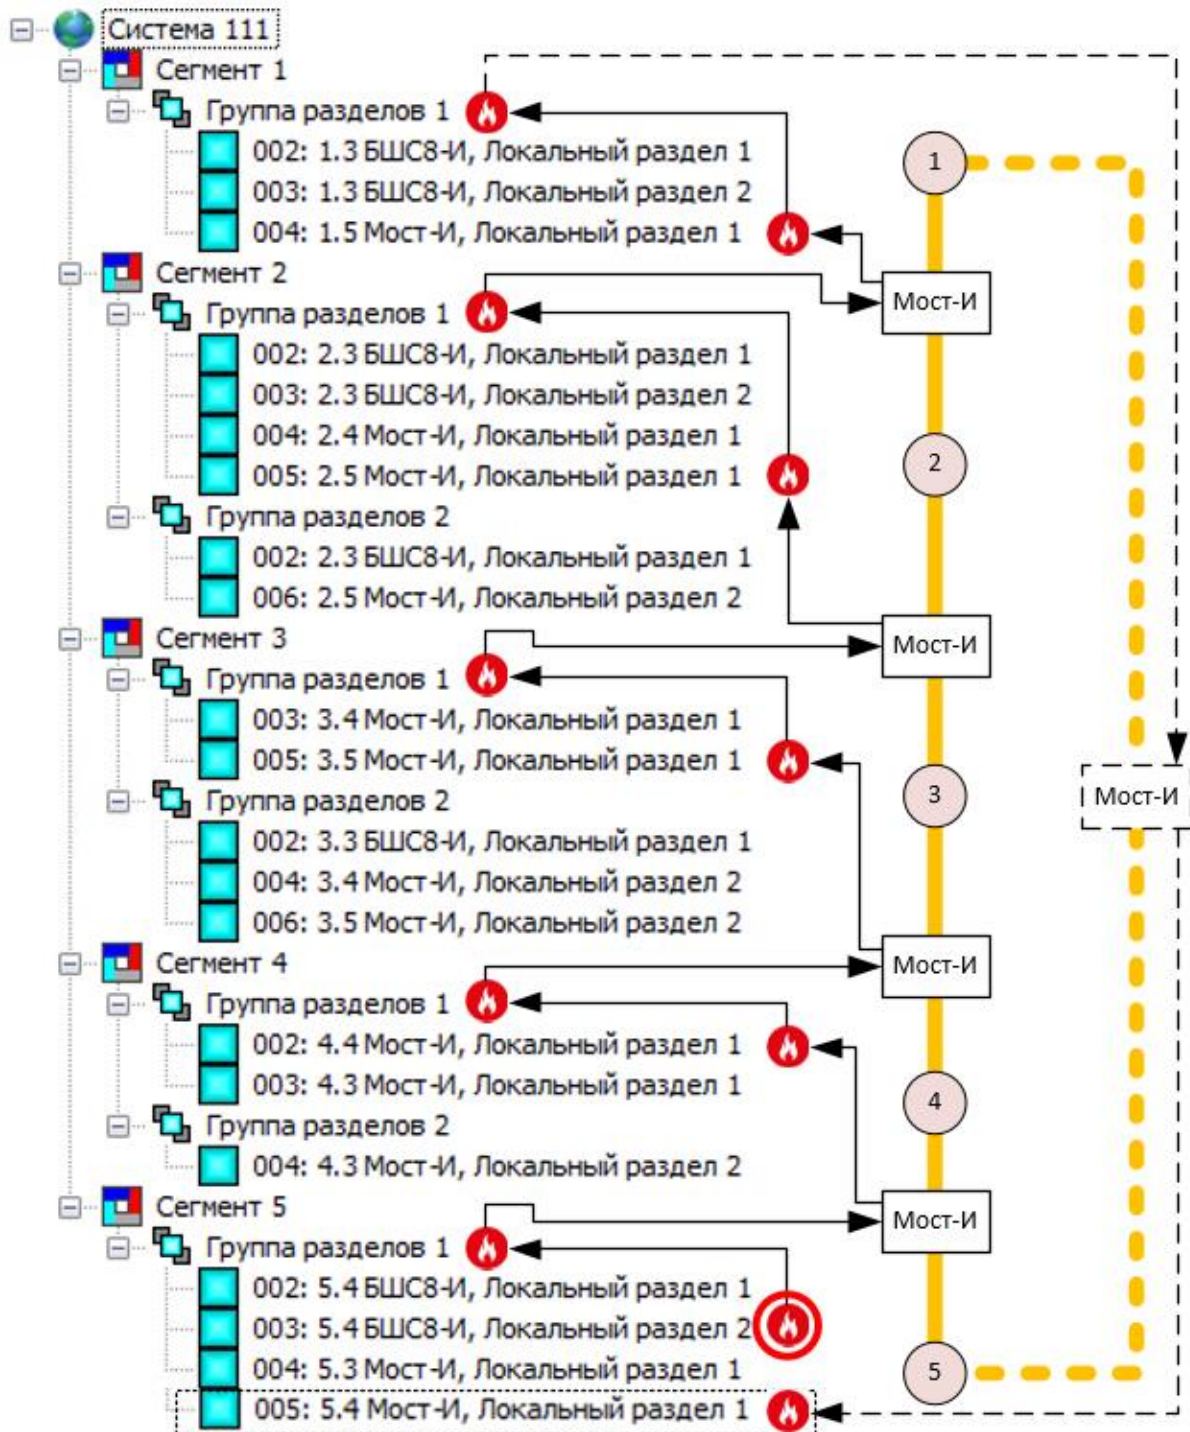 Система 111
Сегмент 1
Группа разделов 1
002: 1.3 БШС8-И, Локальный раздел 1
003: 1.3 БШС8-И, Локальный раздел 2
004: 1.5 Мост-И, Локальный раздел 1
Сегмент 2
Группа разделов 1
002: 2.3 БШС8-И, Локальный раздел 1
003: 2.3 БШС8-И, Локальный раздел 2
004: 2.4 Мост-И, Локальный раздел 1
005: 2.5 Мост-И, Локальный раздел 1
Группа разделов 2
002: 2.3 БШС8-И, Локальный раздел 1
006: 2.5 Мост-И, Локальный раздел 2
Сегмент 3
Группа разделов 1
003: 3.4 Мост-И, Локальный раздел 1
005: 3.5 Мост-И, Локальный раздел 1
Группа разделов 2
002: 3.3 БШС8-И, Локальный раздел 1
004: 3.4 Мост-И, Локальный раздел 2
006: 3.5 Мост-И, Локальный раздел 2
Сегмент 4
Группа разделов 1
002: 4.4 Мост-И, Локальный раздел 1
003: 4.3 Мост-И, Локальный раздел 1
Группа разделов 2
004: 4.3 Мост-И, Локальный раздел 2
Сегмент 5
Группа разделов 1
002: 5.4 БШС8-И, Локальный раздел 1
003: 5.4 БШС8-И, Локальный раздел 2
004: 5.3 Мост-И, Локальный раздел 1
005: 5.4 Мост-И, Локальный раздел 1
1
Мост-И
2
Мост-И
3
Мост-И
4
Мост-И
5
Мост-И